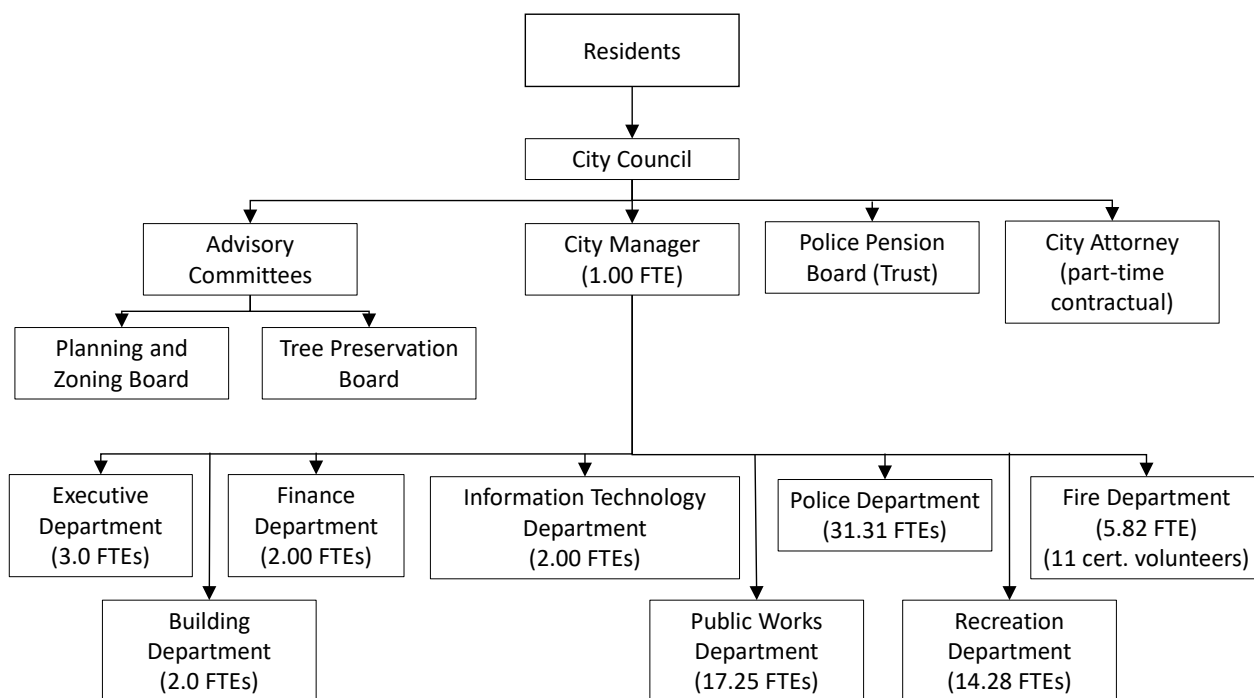 Residents
City Council
Advisory
Committees
City Manager
(1.00 FTE)
Police Pension
Board (Trust)
City Attorney
(part-time
contractual)
Planning and
Zoning Board
Tree Preservation
Board
Executive
Department
(3.0 FTEs)
Finance
Department
(2.00 FTEs)
Information Technology
Department
(2.00 FTEs)
Police Department
(31.31 FTEs)
Fire Department
(5.82 FTE)
(11 cert. volunteers)
Building
Department
(2.0 FTEs)
Public Works
Department
(17.25 FTEs)
Recreation
Department
(14.28 FTEs)